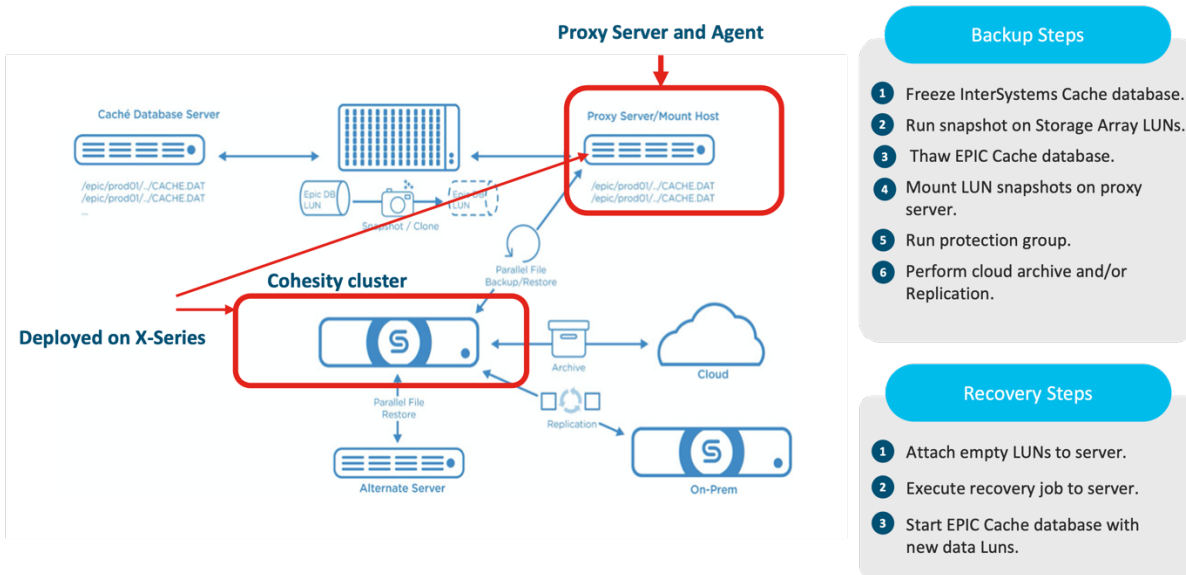 Proxy Server and Agent
Caché Database Server
/epic/prod01/../CACHE.DAT
/epic/prod01/../CACHE.DAT
...
Epic DB
LUN
Snapshot / Clone
Epic DB
LUN
Proxy Server/Mount Host
/epic/prod01/../CACHE.DAT
/epic/prod01/../CACHE.DAT
Parallel File
Backup/Restore
Cohesity cluster
Deployed on X-Series
S
Archive
Cloud
Parallel File
Restore
Replication
Alternate Server
S
On-Prem
Backup Steps
1 Freeze InterSystems Cache database.
2 Run snapshot on Storage Array LUNs.
3 Thaw EPIC Cache database.
4 Mount LUN snapshots on proxy
server.
5 Run protection group.
6 Perform cloud archive and/or
Replication.
Recovery Steps
1 Attach empty LUNs to server.
2 Execute recovery job to server.
3 Start EPIC Cache database with
new data Luns.